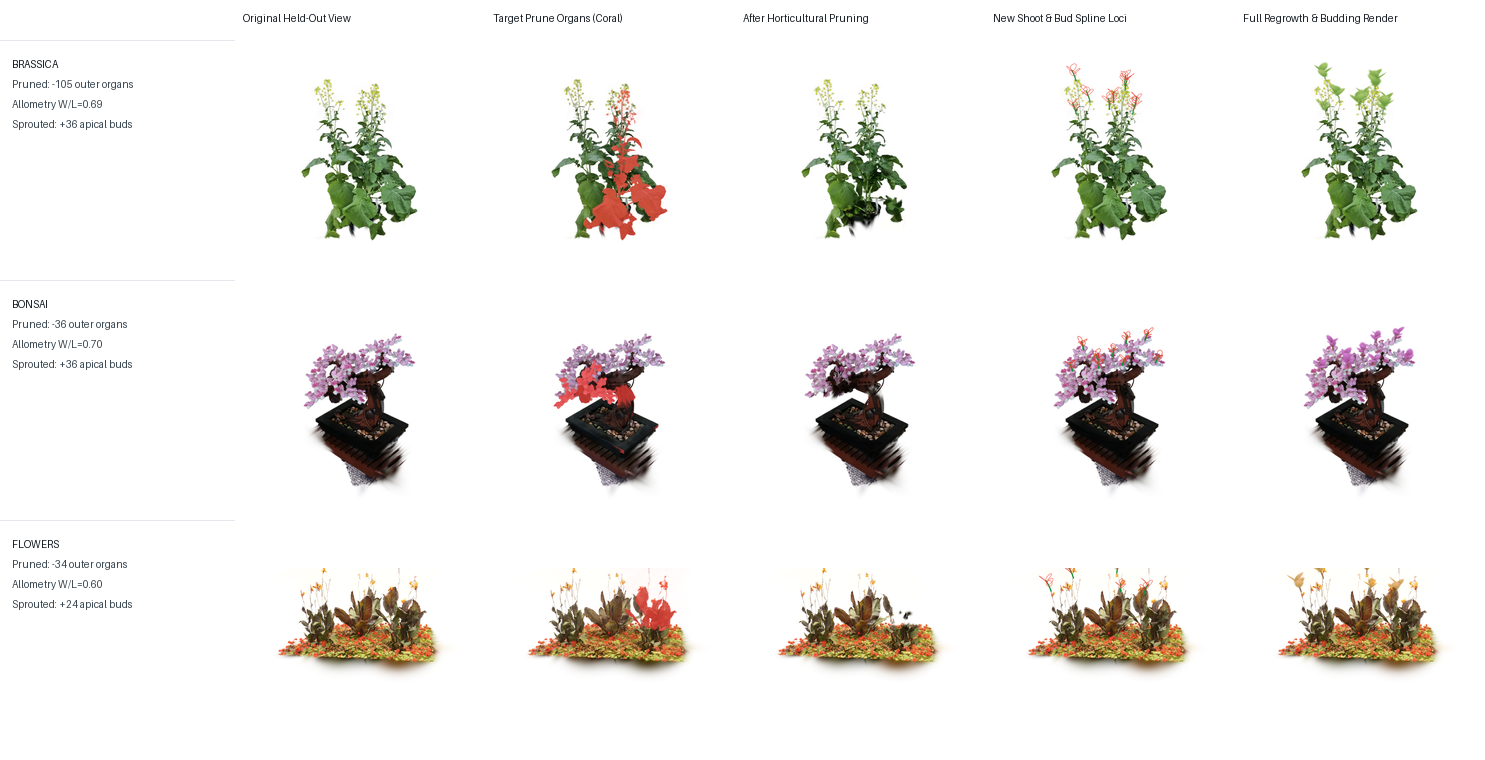 Original Held-Out View
Target Prune Organs (Coral)
After Horticultural Pruning
New Shoot & Bud Spline Loci
Full Regrowth & Budding Render
BRASSICA
Pruned: -105 outer organs
Allometry W/L=0.69
Sprouted: +36 apical buds
BONSAI
Pruned: -36 outer organs
Allometry W/L=0.70
Sprouted: +36 apical buds
FLOWERS
Pruned: -34 outer organs
Allometry W/L=0.60
Sprouted: +24 apical buds